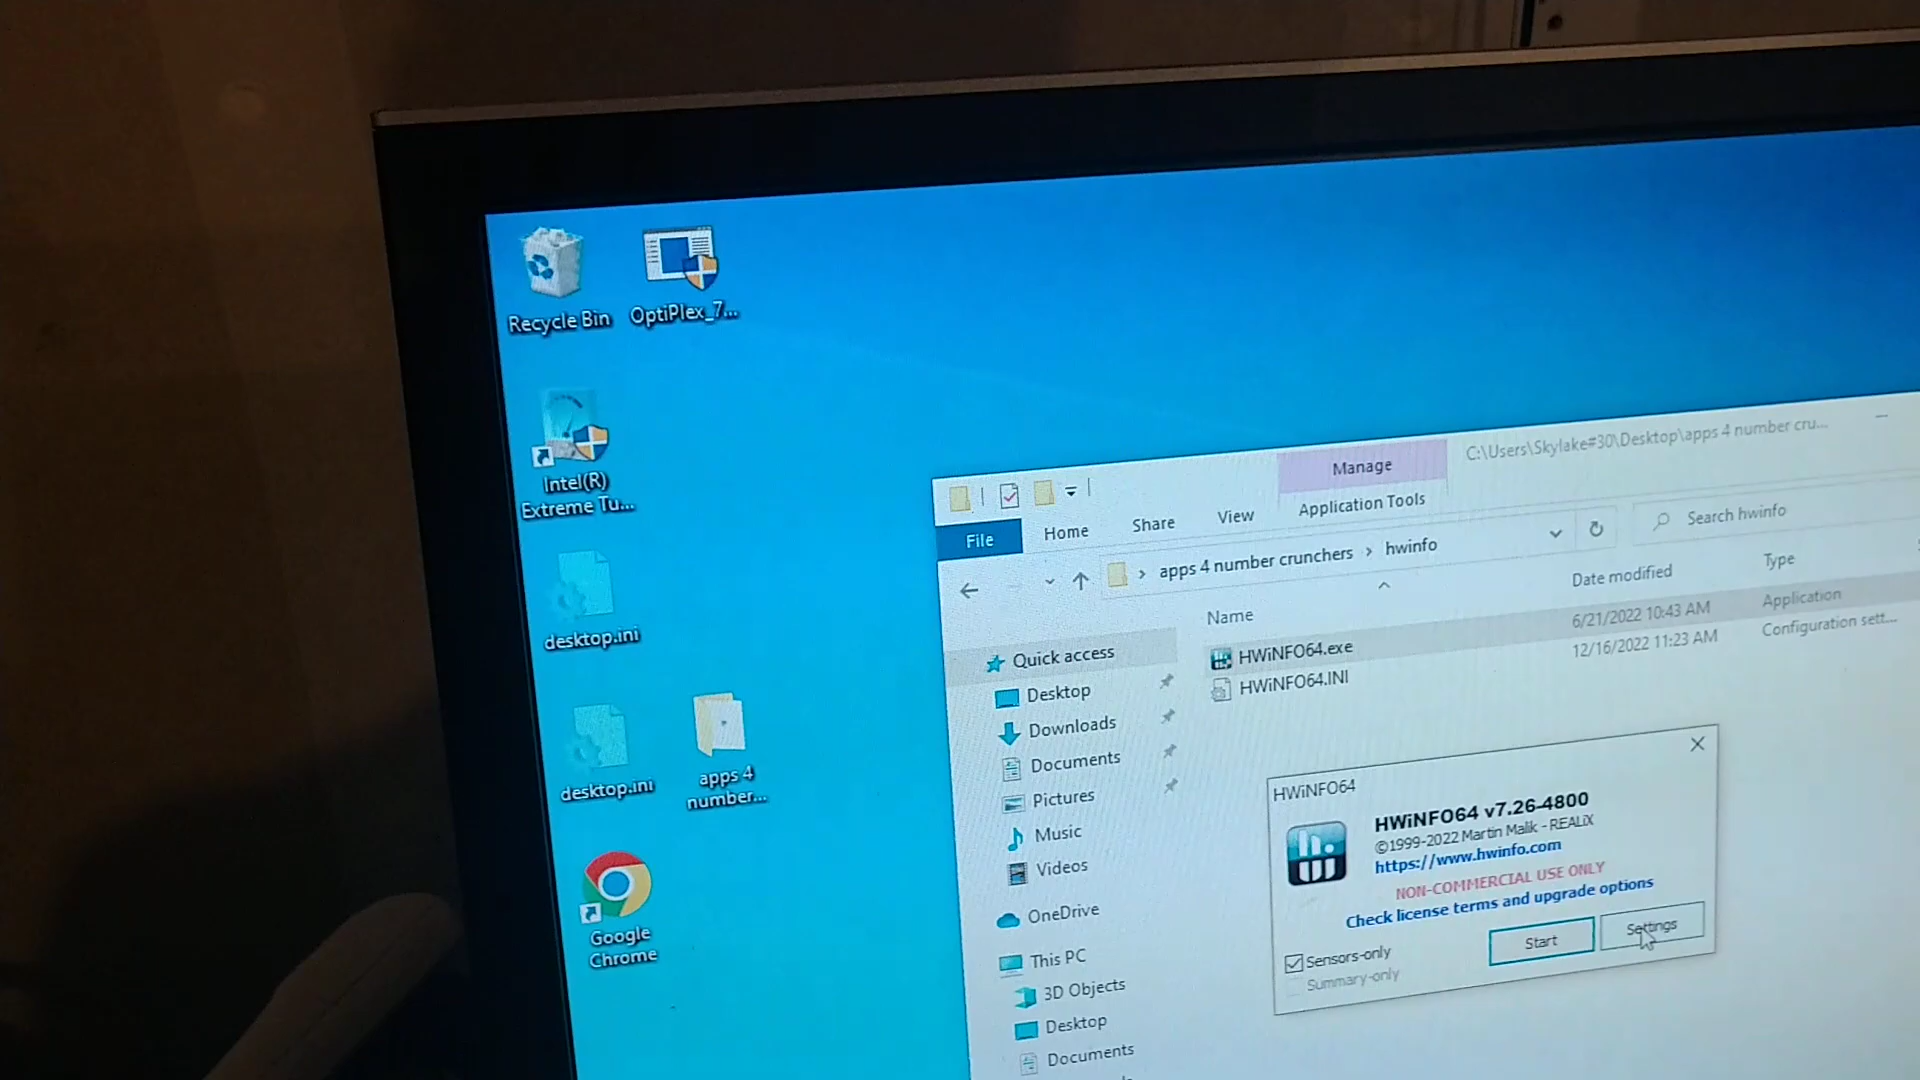 Recycle Bin
OptiPlex_7...
Intel(R)
Extreme Tu...
desktop.ini
desktop.ini
apps 4
number...
Google
Chrome
Manage
C:\Users\Skylake#30\Desktop\apps 4 number cru...
File
Home
Share
View
Application Tools
apps 4 number crunchers › hwinfo
Search hwinfo
Name
Date modified
Type
HWiNFO64.exe
6/21/2022 10:43 AM
Application
HWiNFO64.INI
12/16/2022 11:23 AM
Configuration sett...
Quick access
Desktop
Downloads
Documents
Pictures
Music
Videos
OneDrive
This PC
3D Objects
Desktop
Documents
HWiNFO64
HWiNFO64 v7.26-4800
©1999-2022 Martin Malik - REALiX
https://www.hwinfo.com
NON-COMMERCIAL USE ONLY
Check license terms and upgrade options
Sensors-only
Summary-only
Start
Settings